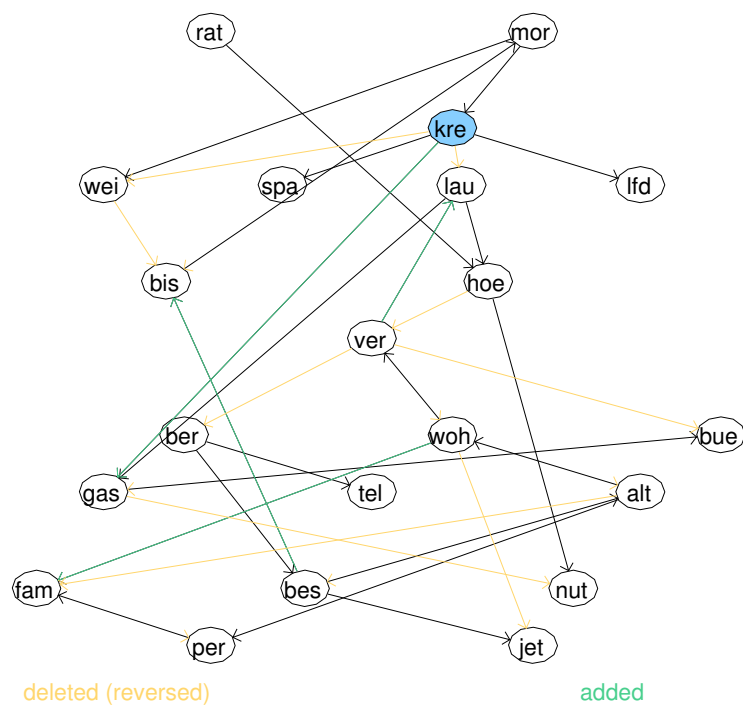 rat mor
kre
wei spa lau lfd
bis hoe
ver
ber woh bue
gas tel alt
fam bes nut
per jet
deleted (reversed) added